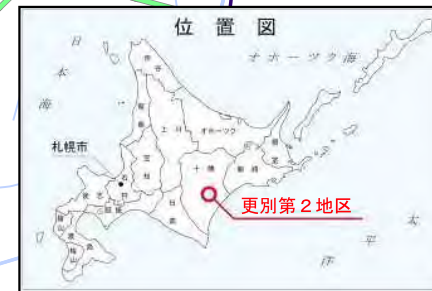 位置図
オホーツク海
日本海
宗谷
留萌
上川
オホーツク
札幌市
石狩
空知
十勝
釧路
根室
後志
胆振
日高
檜山
渡島
檜山
更別第2地区
太平洋